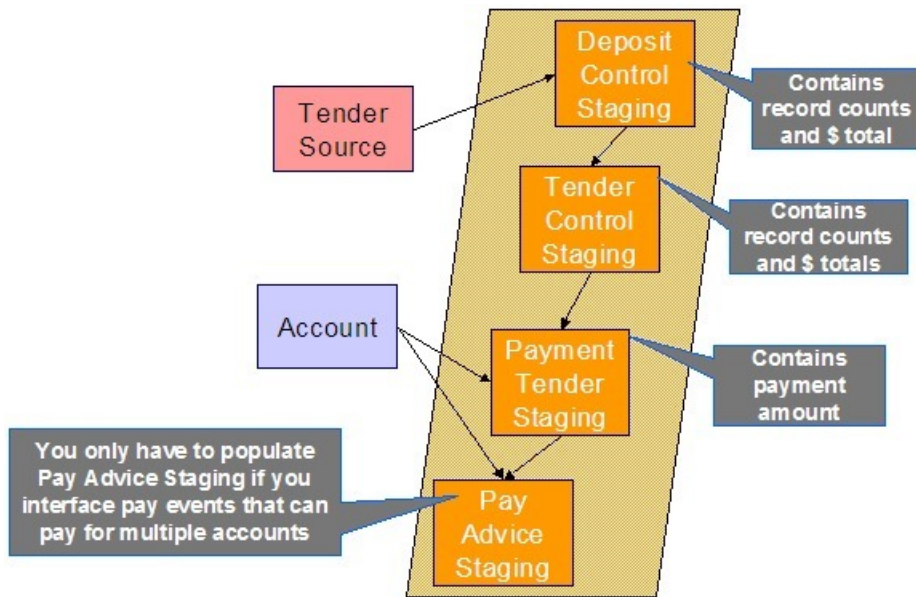 Deposit
Control
Staging
Contains
record counts
and $ total
Tender
Source
Tender
Control
Staging
Contains
record counts
and $ totals
Account
Payment
Tender
Staging
Contains
payment
amount
You only have to populate
Pay Advice Staging if you
interface pay events that can
pay for multiple accounts
Pay
Advice
Staging